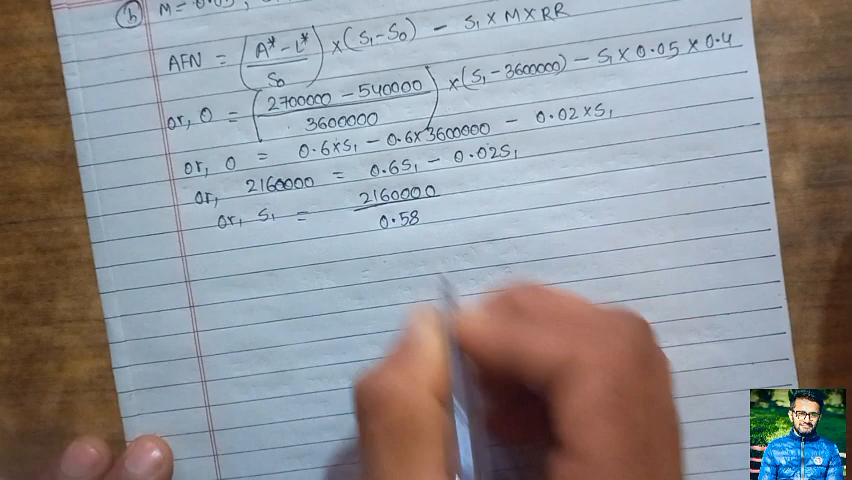 (b) M = 0.05,
AFN = (A* - L* / S₀) × (S₁ - S₀) - S₁ × M × RR
or, 0 = (2700000 - 540000 / 3600000) × (S₁ - 3600000) - S₁ × 0.05 × 0.4
or, 0 = 0.6×S₁ - 0.6×3600000 - 0.02×S₁
or, 2160000 = 0.6S₁ - 0.02S₁
or, S₁ = 2160000 / 0.58